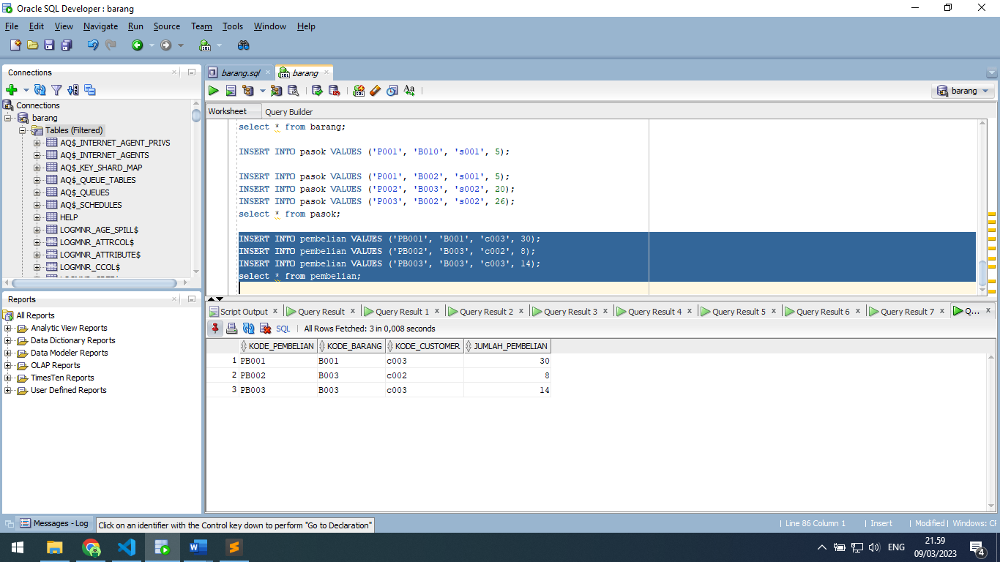 Oracle SQL Developer : barang
File Edit View Navigate Run Source Team Tools Window Help
Connections
Connections
barang
Tables (Filtered)
AQ$_INTERNET_AGENT_PRIVS
AQ$_INTERNET_AGENTS
AQ$_KEY_SHARD_MAP
AQ$_QUEUE_TABLES
AQ$_QUEUES
AQ$_SCHEDULES
HELP
LOGMNR_AGE_SPILL$
LOGMNR_ATTRCOL$
LOGMNR_ATTRIBUTE$
LOGMNR_CCOL$
Reports
All Reports
Analytic View Reports
Data Dictionary Reports
Data Modeler Reports
OLAP Reports
TimesTen Reports
User Defined Reports
barang.sql barang
barang
Worksheet Query Builder
select * from barang;
INSERT INTO pasok VALUES ('P001', 'B010', 's001', 5);
INSERT INTO pasok VALUES ('P001', 'B002', 's001', 5);
INSERT INTO pasok VALUES ('P002', 'B003', 's002', 20);
INSERT INTO pasok VALUES ('P003', 'B002', 's002', 26);
select * from pasok;
INSERT INTO pembelian VALUES ('PB001', 'B001', 'c003', 30);
INSERT INTO pembelian VALUES ('PB002', 'B003', 'c002', 8);
INSERT INTO pembelian VALUES ('PB003', 'B003', 'c003', 14);
select * from pembelian;
Script Output Query Result Query Result 1 Query Result 2 Query Result 3 Query Result 4 Query Result 5 Query Result 6 Query Result 7 Q...
SQL All Rows Fetched: 3 in 0,008 seconds
KODE_PEMBELIAN KODE_BARANG KODE_CUSTOMER JUMLAH_PEMBELIAN
1 PB001 B001 c003 30
2 PB002 B003 c002 8
3 PB003 B003 c003 14
Messages - Log
Click on an identifier with the Control key down to perform "Go to Declaration"
Line 86 Column 1 Insert Modified Windows: CF
ENG
21.59
09/03/2023
4